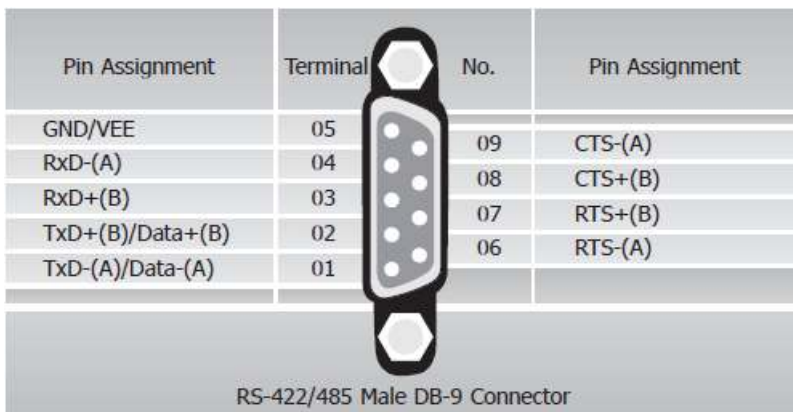 Pin Assignment Terminal No. Pin Assignment
GND/VEE 05
09 CTS-(A)
RxD-(A) 04
08 CTS+(B)
RxD+(B) 03
07 RTS+(B)
TxD+(B)/Data+(B) 02
06 RTS-(A)
TxD-(A)/Data-(A) 01
RS-422/485 Male DB-9 Connector